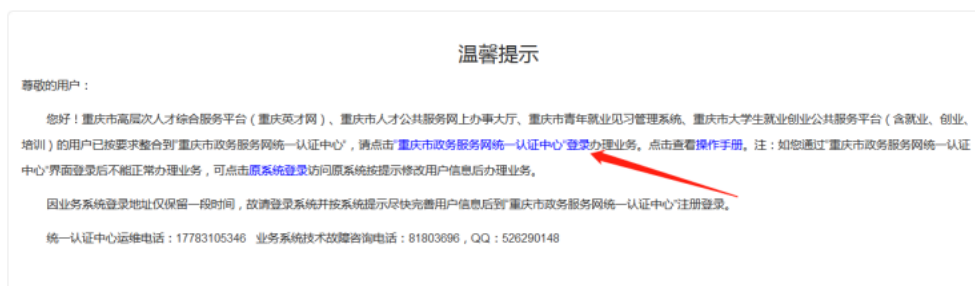 温馨提示
尊敬的用户：
您好！重庆市高层次人才综合服务平台（重庆英才网）、重庆市人才公共服务网上办事大厅、重庆市青年就业见习管理系统、重庆市大学生就业创业公共服务平台（含就业、创业、
培训）的用户已按要求整合到"重庆市政务服务网统一认证中心"，请点击"重庆市政务服务网统一认证中心"登录办理业务。点击查看操作手册。注：如您通过"重庆市政务服务网统一认证
中心"界面登录后不能正常办理业务，可点击原系统登录访问原系统按提示修改用户信息后办理业务。
因业务系统登录地址仅保留一段时间，故请登录系统并按系统提示尽快完善用户信息后到"重庆市政务服务网统一认证中心"注册登录。
统一认证中心运维电话：17783105346 业务系统技术故障咨询电话：81803696，QQ：526290148